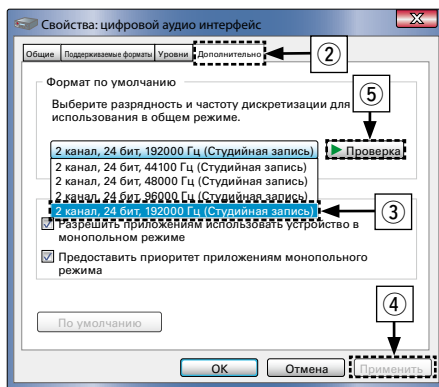 Свойства: цифровой аудио интерфейс
X
Общие
Поддерживаемые форматы
Уровни
Дополнительно
2
Формат по умолчанию
Выберите разрядность и частоту дискретизации для
использования в общем режиме.
5
2 канал, 24 бит, 192000 Гц (Студийная запись)
Проверка
2 канал, 24 бит, 44100 Гц (Студийная запись)
2 канал, 24 бит, 48000 Гц (Студийная запись)
2 канал, 24 бит, 96000 Гц (Студийная запись)
2 канал, 24 бит, 192000 Гц (Студийная запись)
3
Разрешить приложениям использовать устройство в
монопольном режиме
Предоставить приоритет приложениям монопольного
режима
4
По умолчанию
ОК
Отмена
Применить